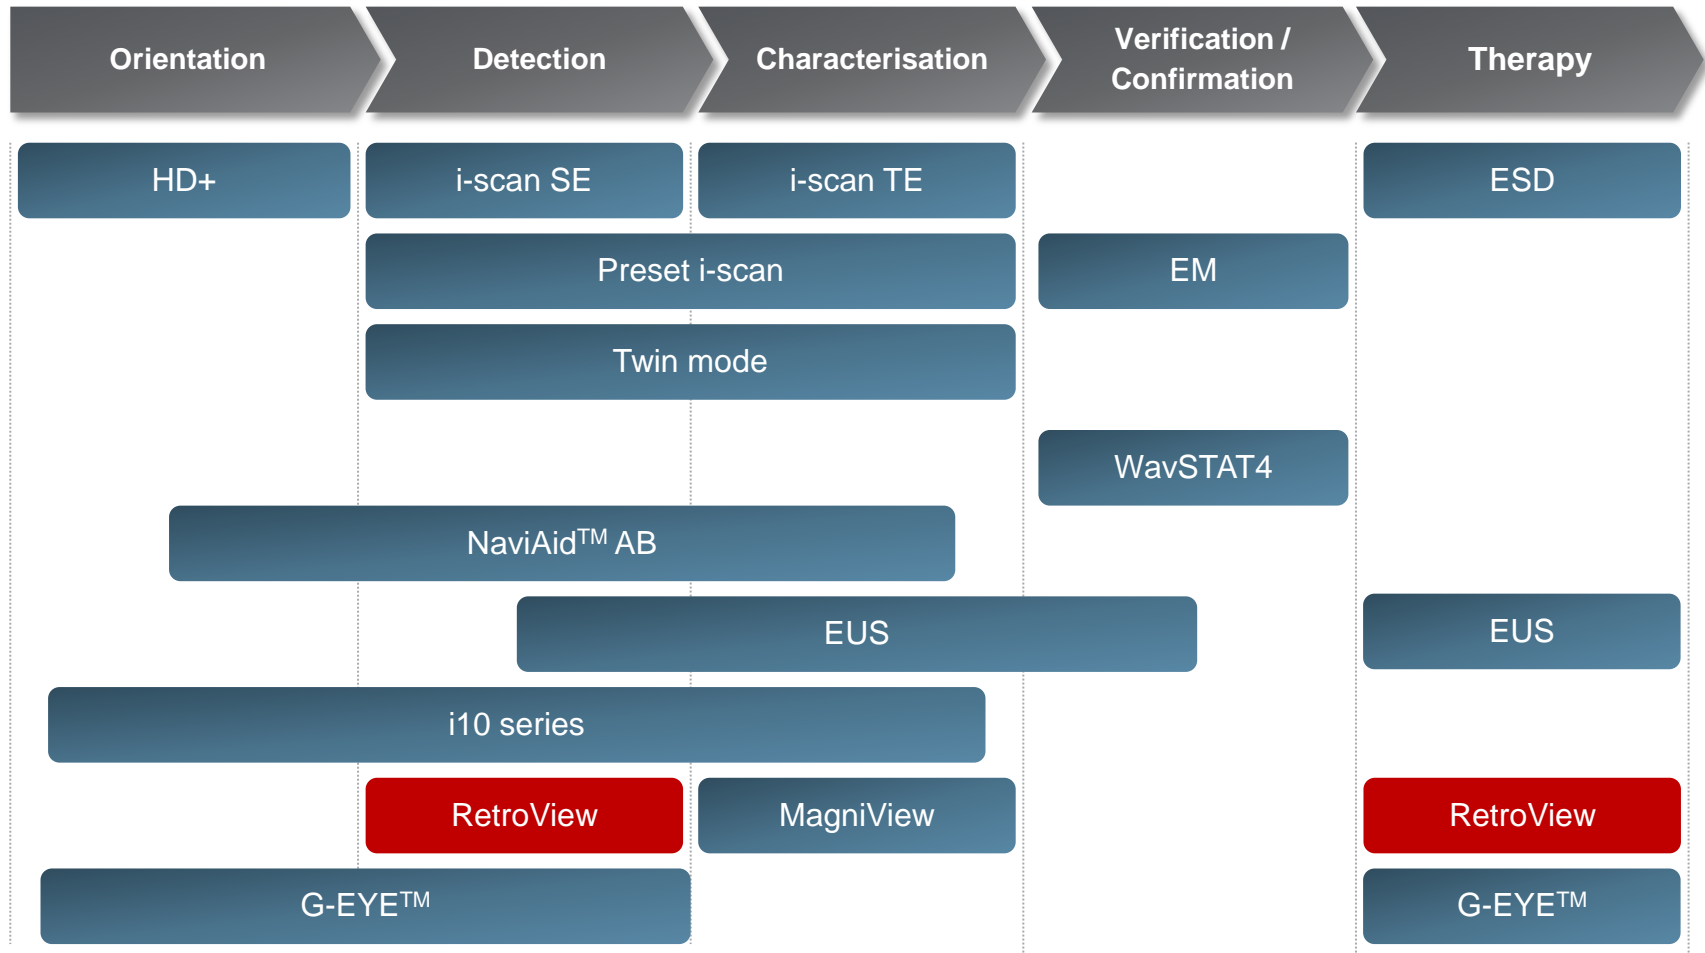 Orientation
Detection
Characterisation
Verification /
Confirmation
Therapy
HD+
i-scan SE
i-scan TE
ESD
Preset i-scan
EM
Twin mode
WavSTAT4
NaviAid™ AB
EUS
EUS
i10 series
RetroView
MagniView
RetroView
G-EYE™
G-EYE™